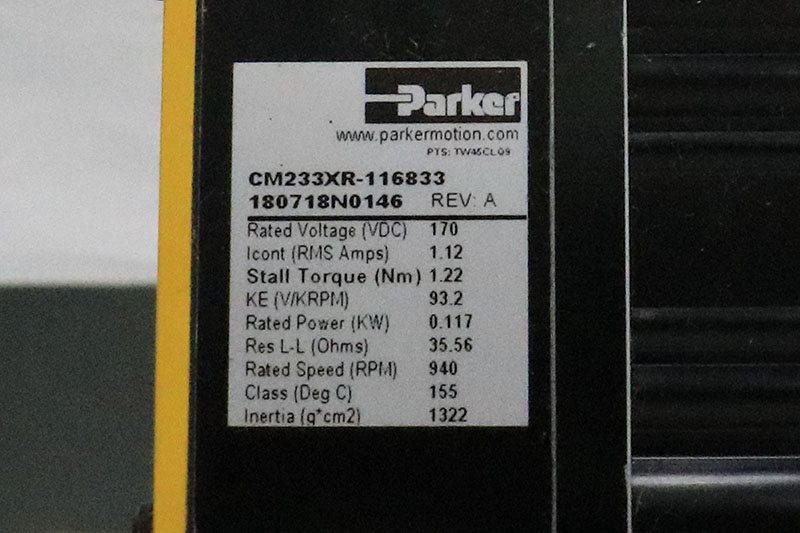 Parker
www.parkermotion.com
PTS: TW45CL09
CM233XR-116833
180718N0146 REV: A
Rated Voltage (VDC) 170
Icont (RMS Amps) 1.12
Stall Torque (Nm) 1.22
KE (V/KRPM) 93.2
Rated Power (KW) 0.117
Res L-L (Ohms) 35.56
Rated Speed (RPM) 940
Class (Deg C) 155
Inertia (g*cm2) 1322